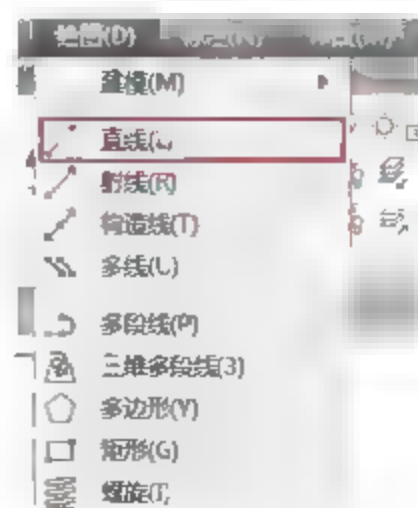 绘图(D)
建模(M)
直线(L
射线(R)
构造线(T)
多线(U)
多段线(P)
三维多段线(3)
多边形(Y)
矩形(G)
螺旋(I)